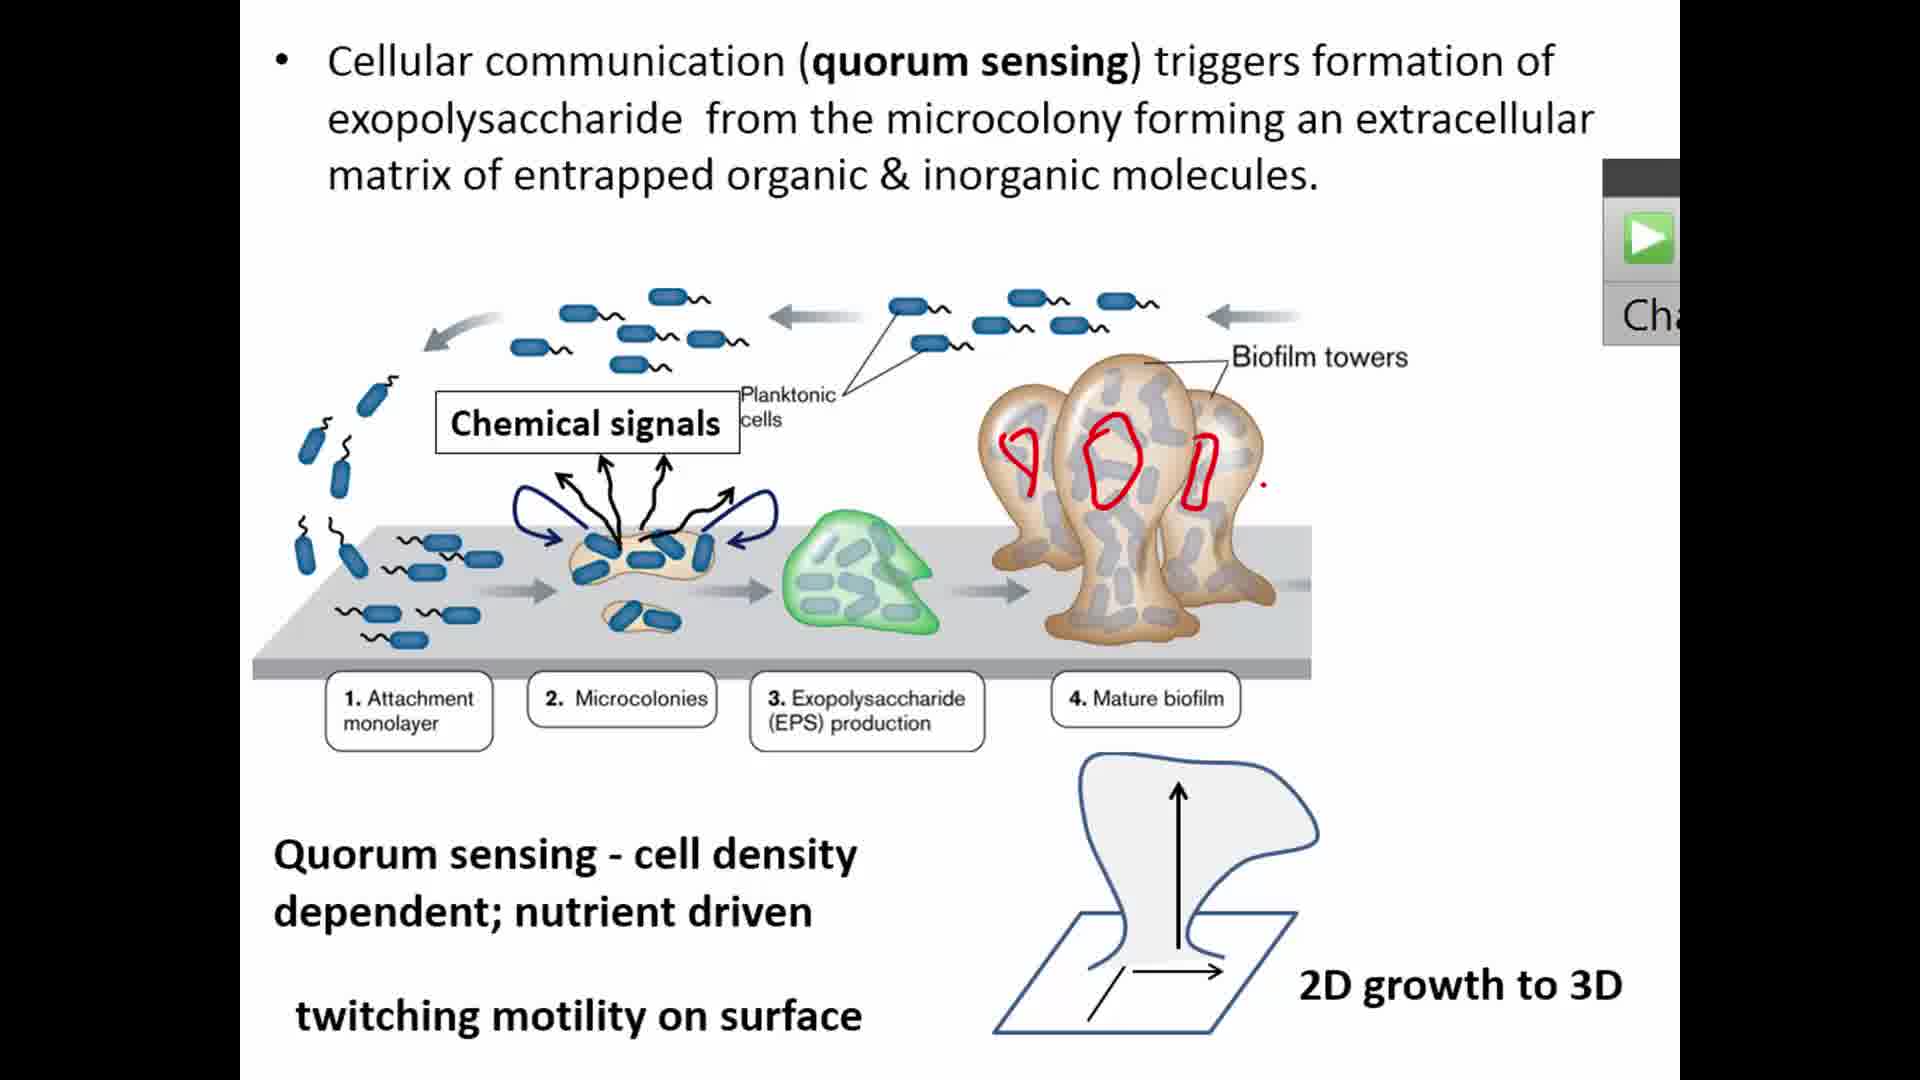 • Cellular communication (quorum sensing) triggers formation of
exopolysaccharide from the microcolony forming an extracellular
matrix of entrapped organic & inorganic molecules.
Biofilm towers
Planktonic
cells
Chemical signals
1. Attachment
monolayer
2. Microcolonies
3. Exopolysaccharide
(EPS) production
4. Mature biofilm
Quorum sensing - cell density
dependent; nutrient driven
twitching motility on surface
2D growth to 3D